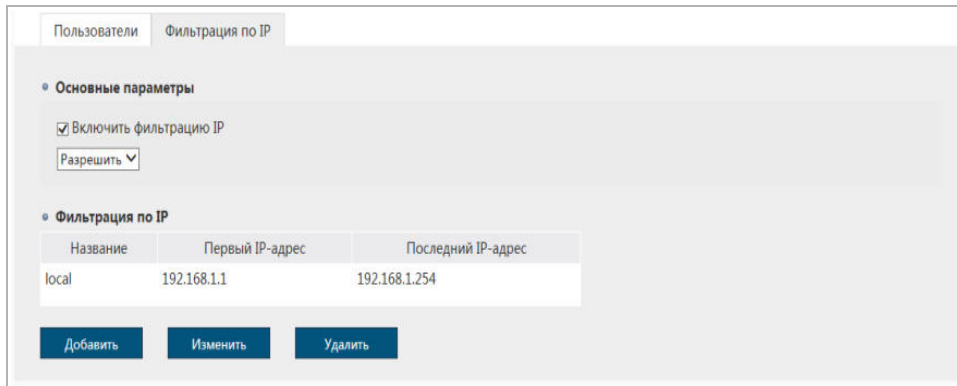 Пользователи Фильтрация по IP
Основные параметры
Включить фильтрацию IP
Разрешить
Фильтрация по IP
Название Первый IP-адрес Последний IP-адрес
local 192.168.1.1 192.168.1.254
Добавить Изменить Удалить